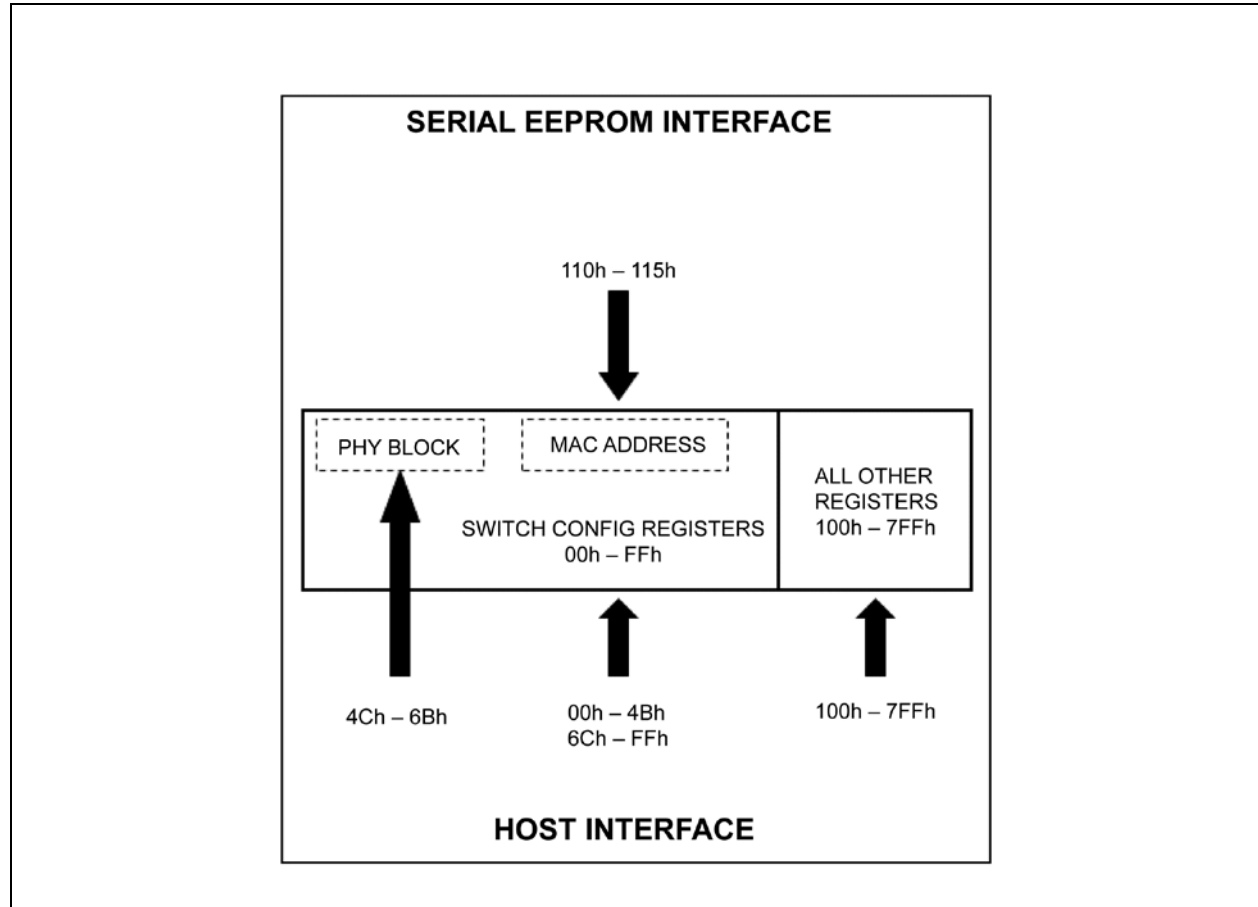 SERIAL EEPROM INTERFACE
110h – 115h
PHY BLOCK
MAC ADDRESS
SWITCH CONFIG REGISTERS
00h – FFh
ALL OTHER
REGISTERS
100h – 7FFh
4Ch – 6Bh
00h – 4Bh
6Ch – FFh
100h – 7FFh
HOST INTERFACE